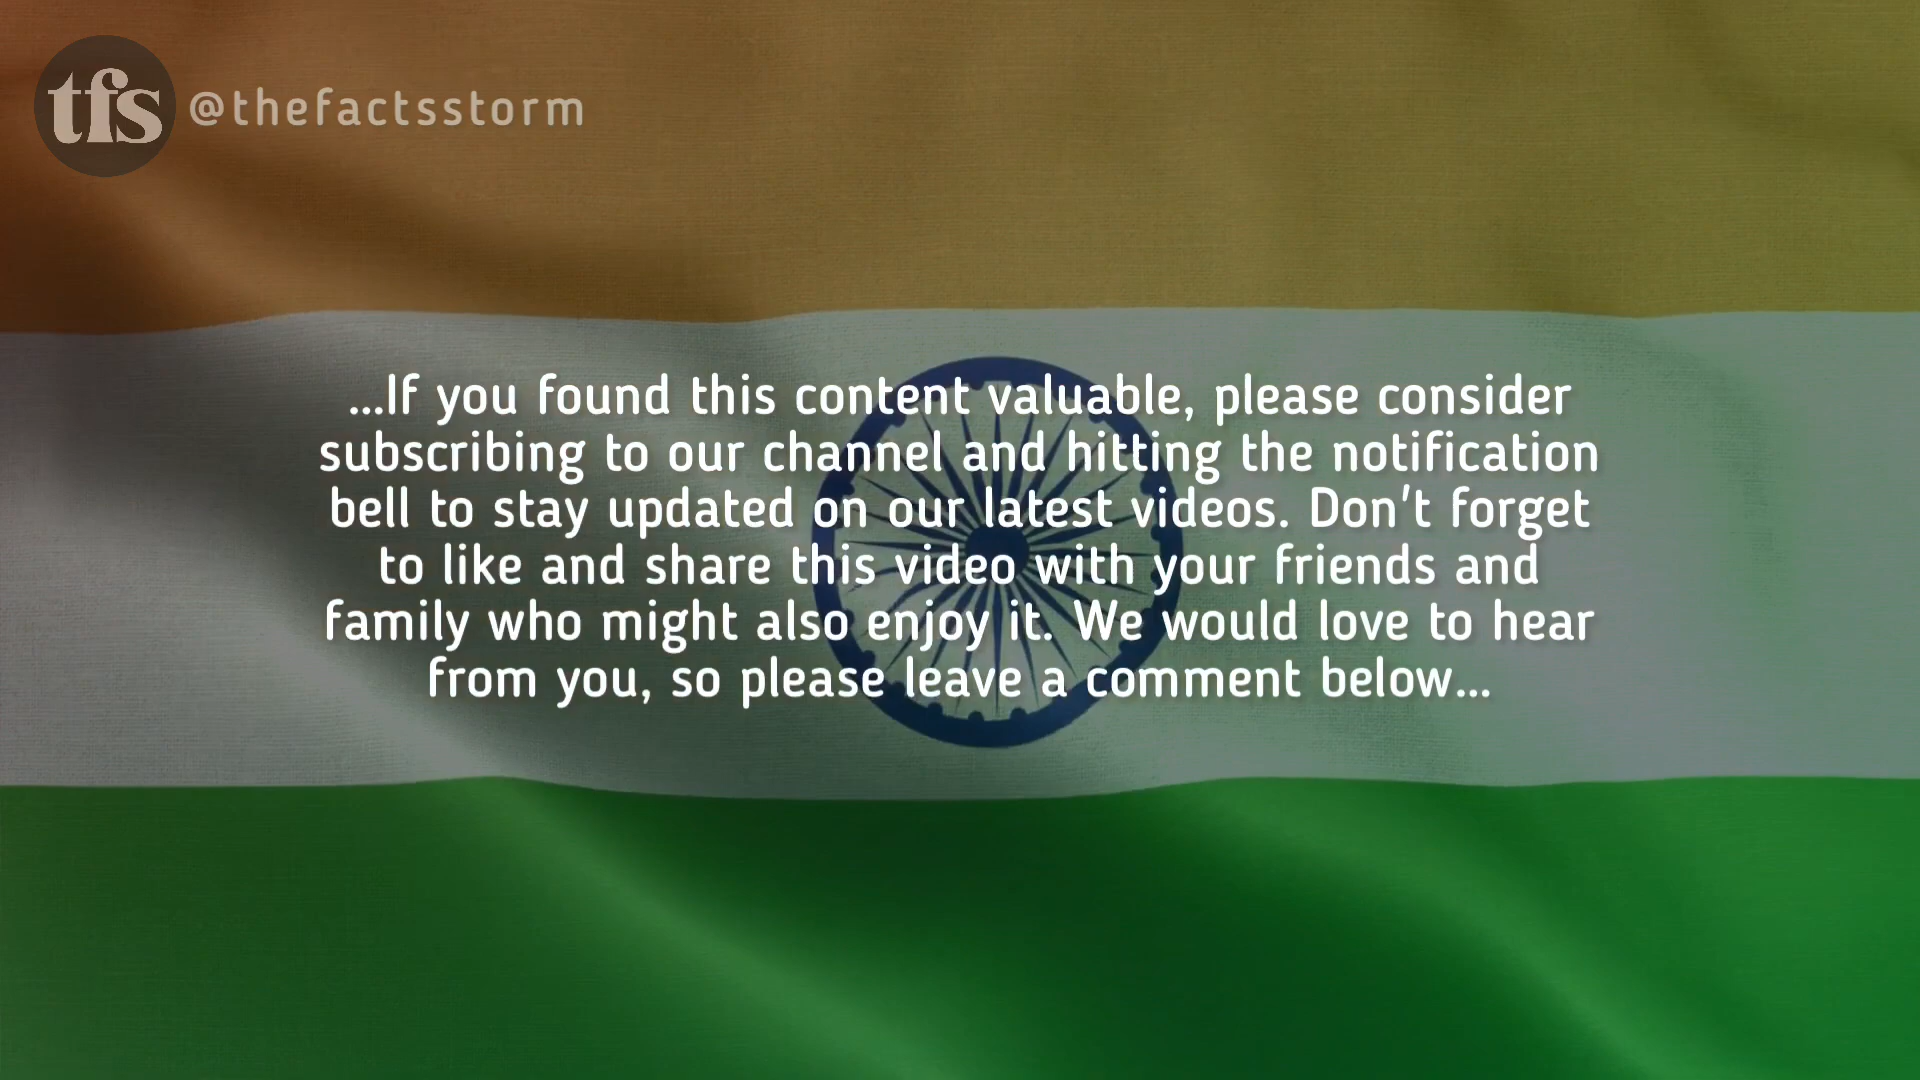 tfs @thefactsstorm
...If you found this content valuable, please consider
subscribing to our channel and hitting the notification
bell to stay updated on our latest videos. Don't forget
to like and share this video with your friends and
family who might also enjoy it. We would love to hear
from you, so please leave a comment below...